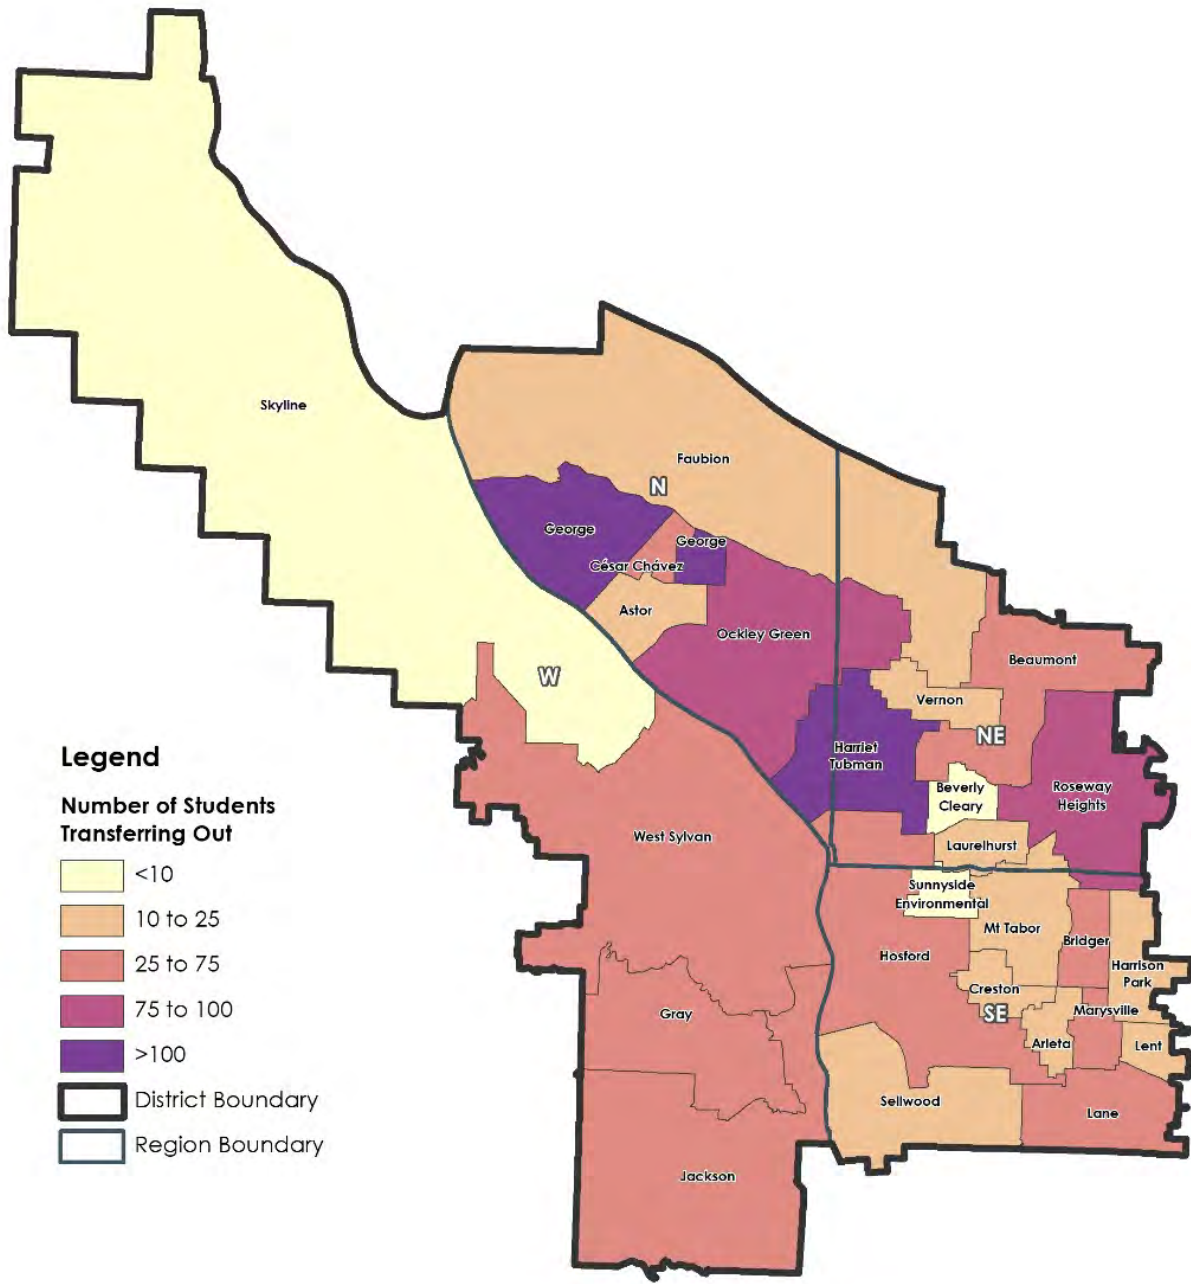 Skyline
Faubion
N
George
George
César Chávez
Astor
Ockley Green
Beaumont
W
Vernon
NE
Harriet
Tubman
Beverly
Cleary
Roseway
Heights
West Sylvan
Laurelhurst
Sunnyside
Environmental
Mt Tabor
Bridger
Hosford
Harrison
Park
Creston
SE
Marysville
Gray
Arleta
Lent
Sellwood
Lane
Jackson
Legend
Number of Students
Transferring Out
<10
10 to 25
25 to 75
75 to 100
>100
District Boundary
Region Boundary